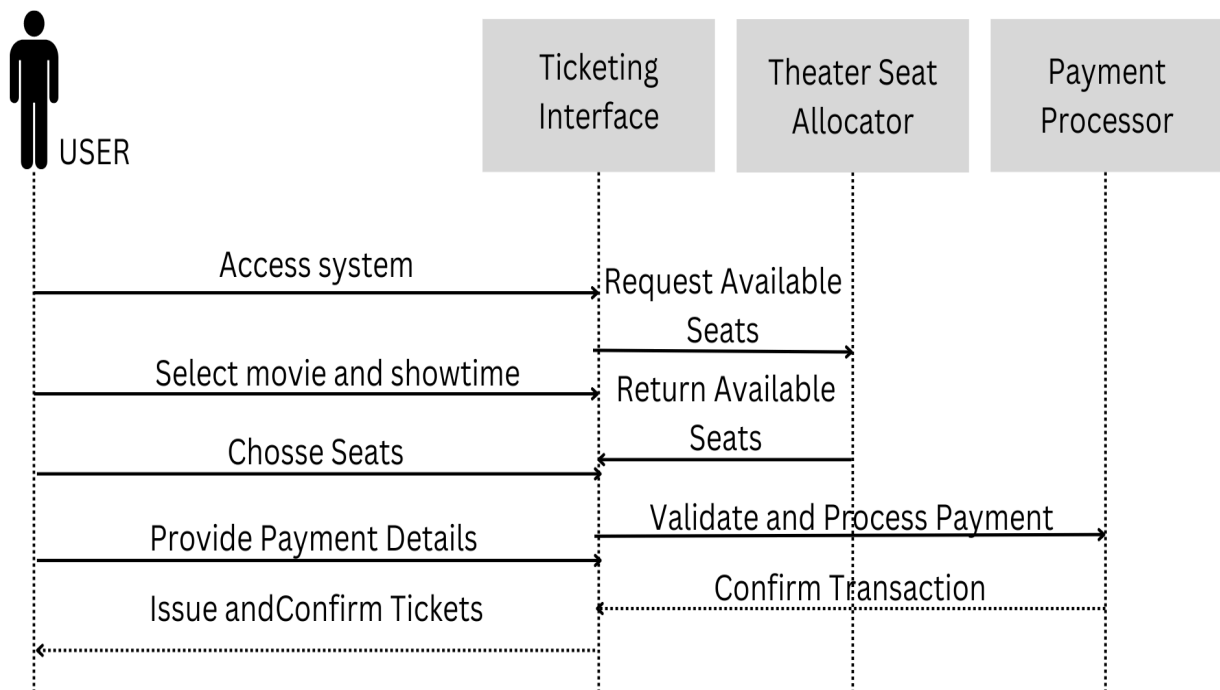 Ticketing
Interface
Theater Seat
Allocator
Payment
Processor
USER
Access system
Request Available
Seats
Select movie and showtime
Return Available
Seats
Chosse Seats
Validate and Process Payment
Provide Payment Details
Confirm Transaction
Issue andConfirm Tickets